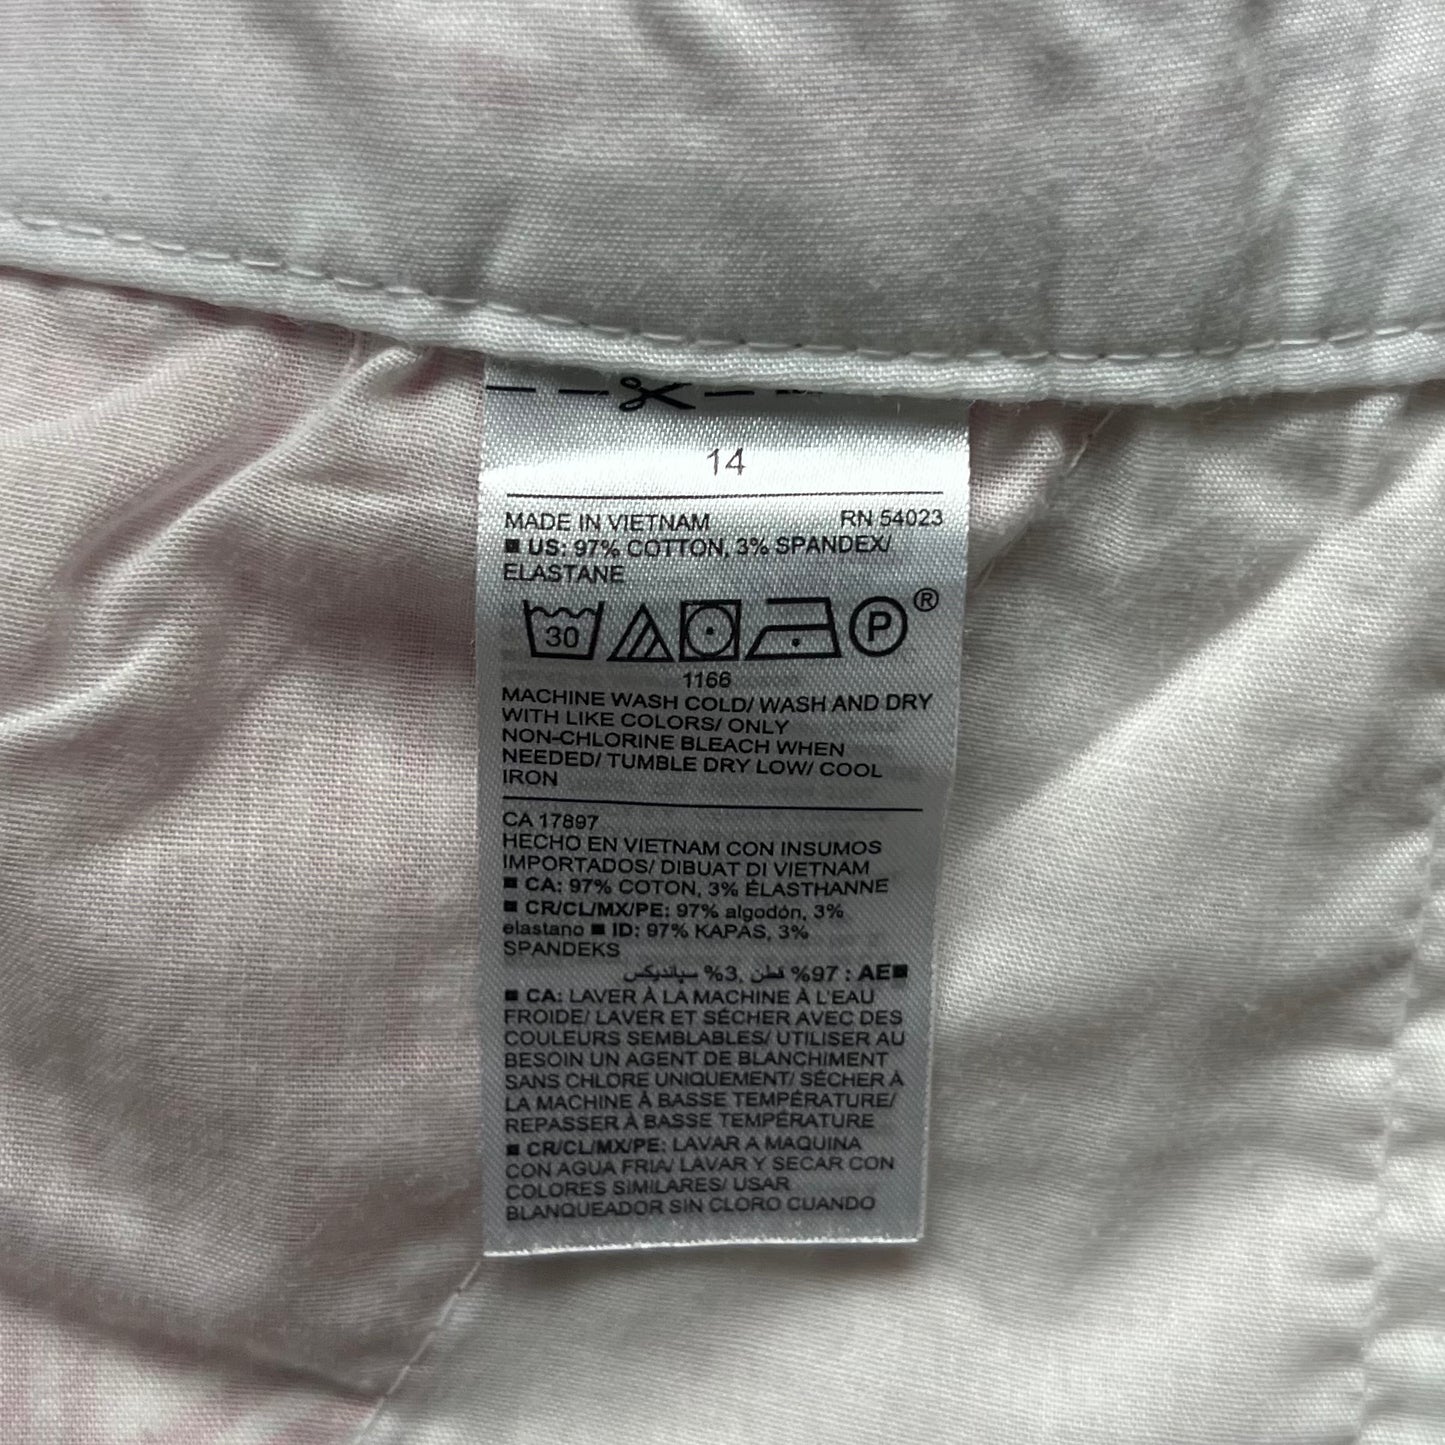 14
MADE IN VIETNAM RN 54023
■ US: 97% COTTON, 3% SPANDEX/
ELASTANE
30 P ®
1166
MACHINE WASH COLD/ WASH AND DRY
WITH LIKE COLORS/ ONLY
NON-CHLORINE BLEACH WHEN
NEEDED/ TUMBLE DRY LOW/ COOL
IRON
CA 17897
HECHO EN VIETNAM CON INSUMOS
IMPORTADOS/ DIBUAT DI VIETNAM
■ CA: 97% COTON, 3% ÉLASTHANNE
■ CR/CL/MX/PE: 97% algodón, 3%
elastano ■ ID: 97% KAPAS, 3%
SPANDEKS
■AE : 97% قطن, 3% سپانديكس
■ CA: LAVER À LA MACHINE À L'EAU
FROIDE/ LAVER ET SÉCHER AVEC DES
COULEURS SEMBLABLES/ UTILISER AU
BESOIN UN AGENT DE BLANCHIMENT
SANS CHLORE UNIQUEMENT/ SÉCHER À
LA MACHINE À BASSE TEMPÉRATURE/
REPASSER À BASSE TEMPÉRATURE
■ CR/CL/MX/PE: LAVAR A MAQUINA
CON AGUA FRIA/ LAVAR Y SECAR CON
COLORES SIMILARES/ USAR
BLANQUEADOR SIN CLORO CUANDO